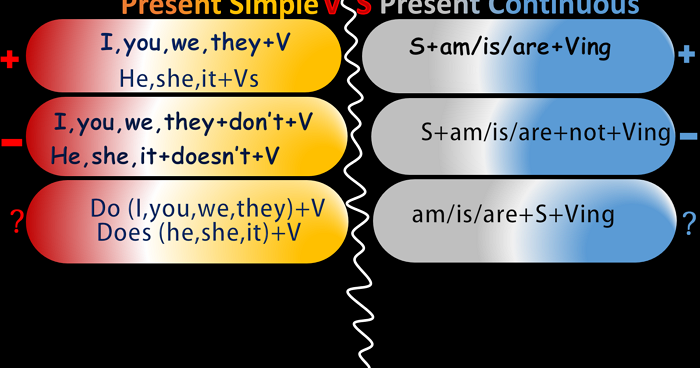 Present Simple V S Present Continuous
+ I,you,we,they+V
He,she,it+Vs
S+am/is/are+Ving +
- I,you,we,they+don't+V
He,she,it+doesn't+V
S+am/is/are+not+Ving -
? Do (I,you,we,they)+V
Does (he,she,it)+V
am/is/are+S+Ving ?